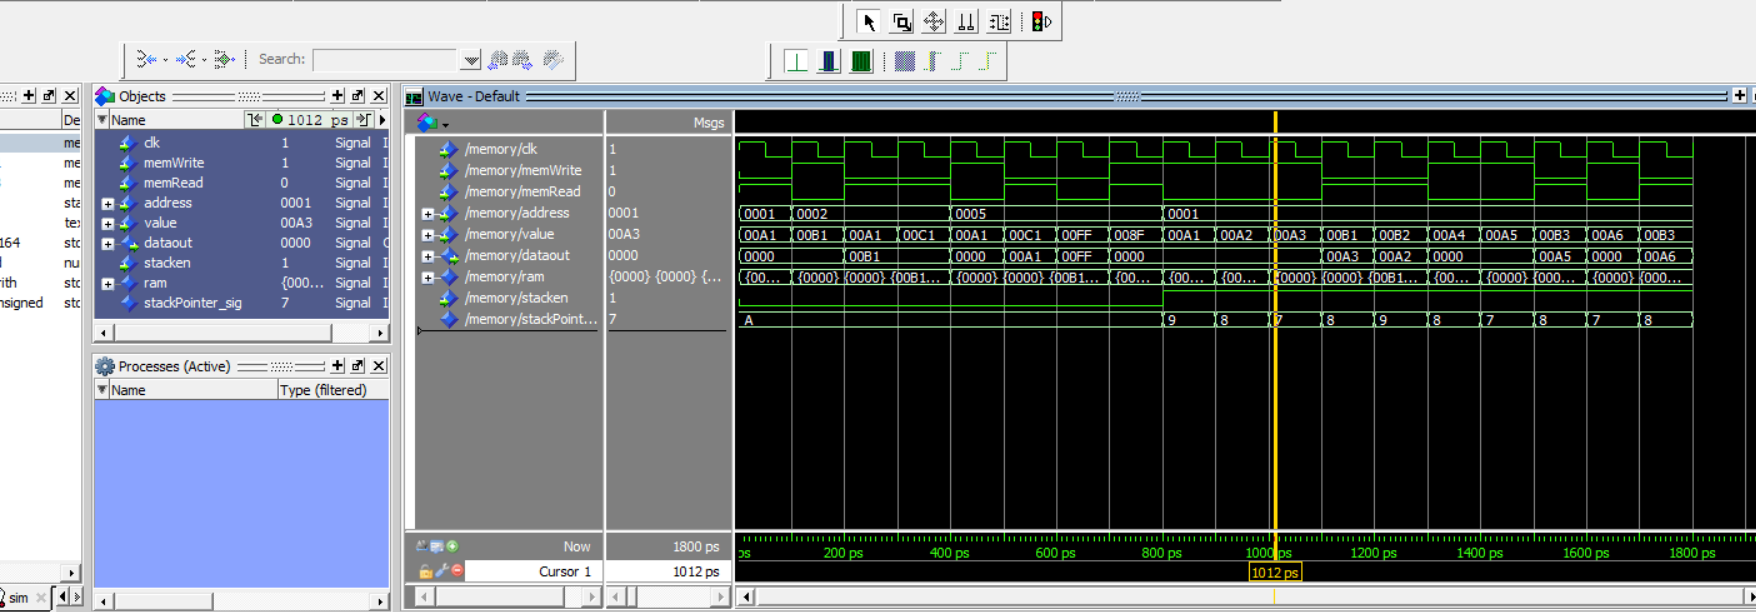 Search:
De
me
me
me
sta
tex
164 std
d nu
rith std
nsigned std
sim
Objects
Name 1012 ps
clk 1 Signal I
memWrite 1 Signal I
memRead 0 Signal I
address 0001 Signal I
value 00A3 Signal I
dataout 0000 Signal O
stacken 1 Signal I
ram {000... Signal I
stackPointer_sig 7 Signal I
Processes (Active)
Name Type (filtered)
Wave - Default
Msgs
/memory/clk 1
/memory/memWrite 1
/memory/memRead 0
/memory/address 0001 0001 0002 0005 0001
/memory/value 00A3 00A1 00B1 00A1 00C1 00A1 00C1 00FF 008F 00A1 00A2 00A3 00B1 00B2 00A4 00A5 00B3 00A6 00B3
/memory/dataout 0000 0000 00B1 0000 00A1 00FF 0000 00A3 00A2 0000 00A5 0000 00A6
/memory/ram {0000} {0000} {... {00... {0000} {0000} {00B1... {0000} {0000} {00B1... {00... {00... {00... {0000} {0000} {00B1... {00... {0000} {00... {0000} {00...
/memory/stacken 1
/memory/stackPoint... 7 A 9 8 7 8 9 8 7 8 7 8
Now 1800 ps ps 200 ps 400 ps 600 ps 800 ps 1000 ps 1200 ps 1400 ps 1600 ps 1800 ps
Cursor 1 1012 ps 1012 ps